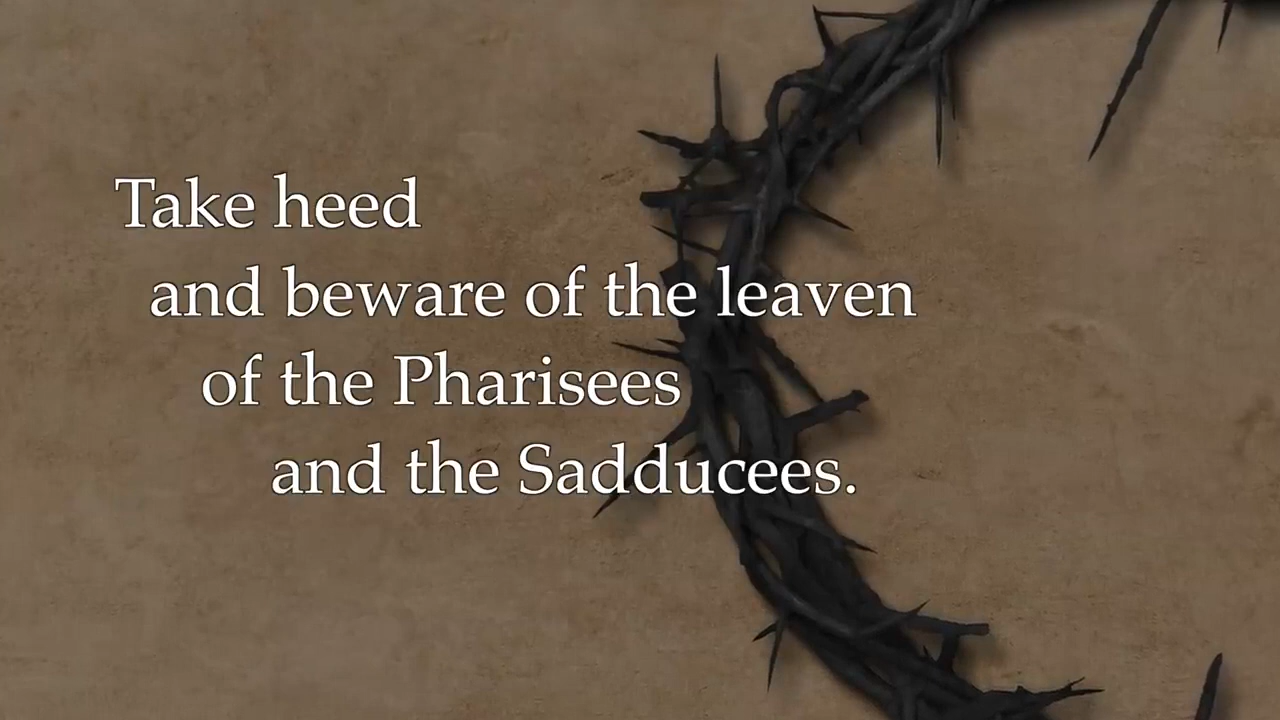 Take heed
and beware of the leaven
of the Pharisees
and the Sadducees.